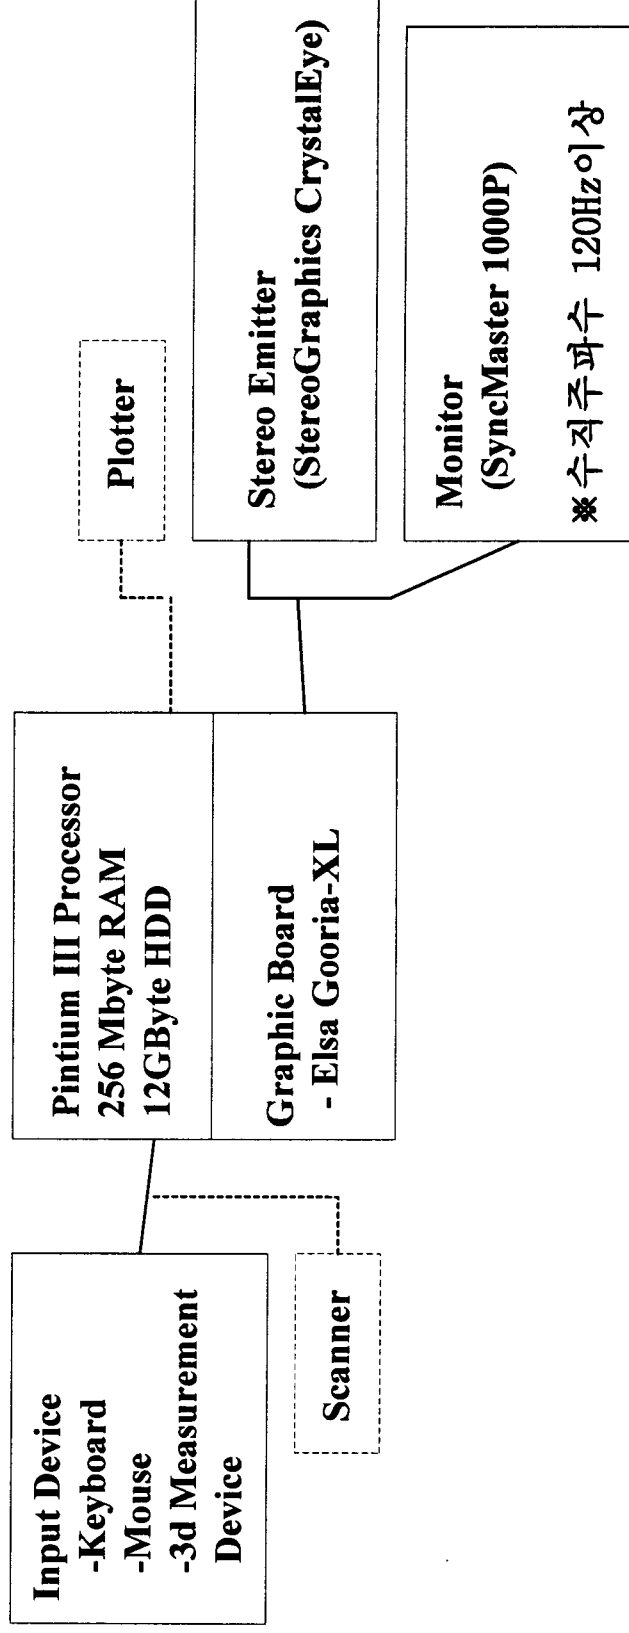 Input Device
-Keyboard
-Mouse
-3d Measurement
Device
Scanner
Pintium III Processor
256 Mbyte RAM
12GByte HDD
Graphic Board
- Elsa Gooria-XL
Plotter
Stereo Emitter
(StereoGraphics CrystalEye)
Monitor
(SyncMaster 1000P)
※수직주파수 120Hz이상